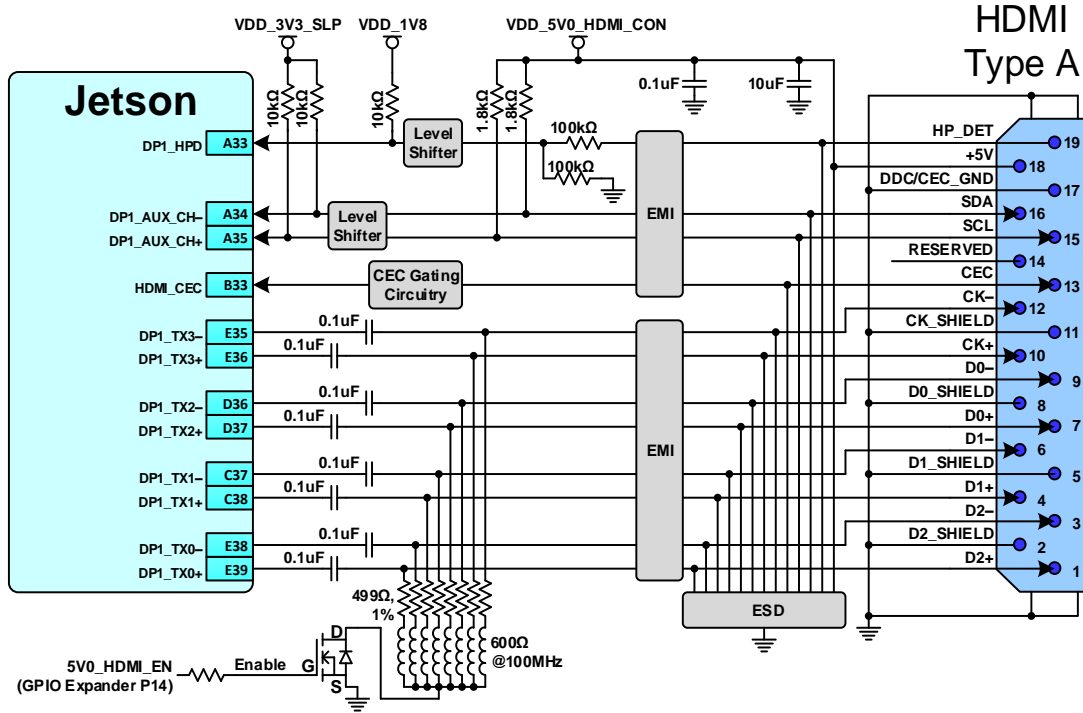 HDMI
Type A
VDD_3V3_SLP
VDD_1V8
VDD_5V0_HDMI_CON
Jetson
10kΩ
10kΩ
10kΩ
1.8kΩ
1.8kΩ
0.1uF
10uF
DP1_HPD
A33
Level
Shifter
100kΩ
100kΩ
EMI
HP_DET
19
+5V
18
DDC/CEC_GND
17
DP1_AUX_CH–
A34
SDA
16
Level
Shifter
DP1_AUX_CH+
A35
SCL
15
RESERVED
14
HDMI_CEC
B33
CEC Gating
Circuitry
CEC
13
CK–
12
DP1_TX3–
E35
0.1uF
CK_SHIELD
11
DP1_TX3+
E36
0.1uF
CK+
10
D0–
9
DP1_TX2–
D36
0.1uF
D0_SHIELD
8
DP1_TX2+
D37
0.1uF
D0+
7
EMI
D1–
6
DP1_TX1–
C37
0.1uF
D1_SHIELD
5
DP1_TX1+
C38
0.1uF
D1+
4
D2–
3
DP1_TX0–
E38
0.1uF
D2_SHIELD
2
DP1_TX0+
E39
0.1uF
D2+
1
499Ω,
1%
ESD
600Ω
@100MHz
5V0_HDMI_EN
(GPIO Expander P14)
Enable
D
G
S